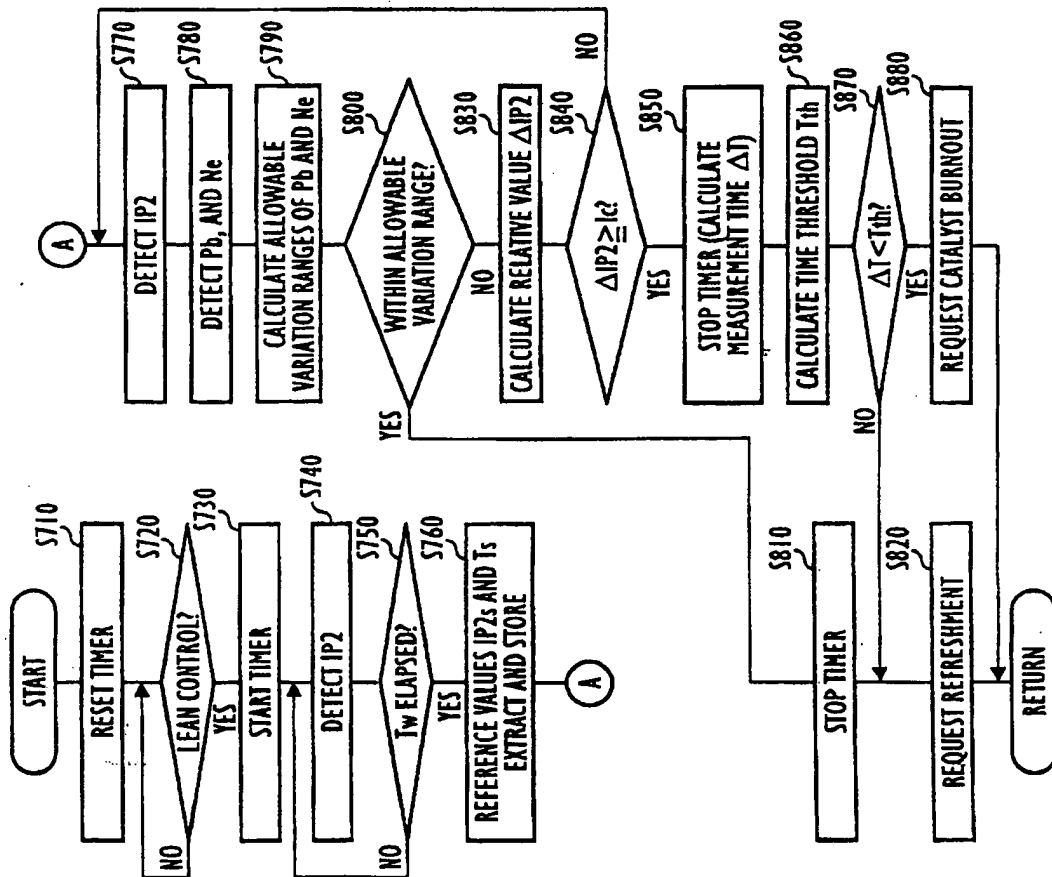 START
S710
RESET TIMER
S720
LEAN CONTROL?
NO
YES
S730
START TIMER
S740
DETECT IP2
S750
Tw ELAPSED?
NO
YES
S760
REFERENCE VALUES IP2s AND Ts
EXTRACT AND STORE
A
A
S770
DETECT IP2
S780
DETECT Pb, AND Ne
S790
CALCULATE ALLOWABLE
VARIATION RANGES OF Pb AND Ne
S800
WITHIN ALLOWABLE
VARIATION RANGE?
YES
NO
S830
CALCULATE RELATIVE VALUE ΔIP2
S840
ΔIP2≧Ic?
NO
YES
S850
STOP TIMER (CALCULATE
MEASUREMENT TIME ΔT)
S860
CALCULATE TIME THRESHOLD Tth
S870
ΔT<Tth?
NO
YES
S880
REQUEST CATALYST BURNOUT
S810
STOP TIMER
S820
REQUEST REFRESHMENT
RETURN